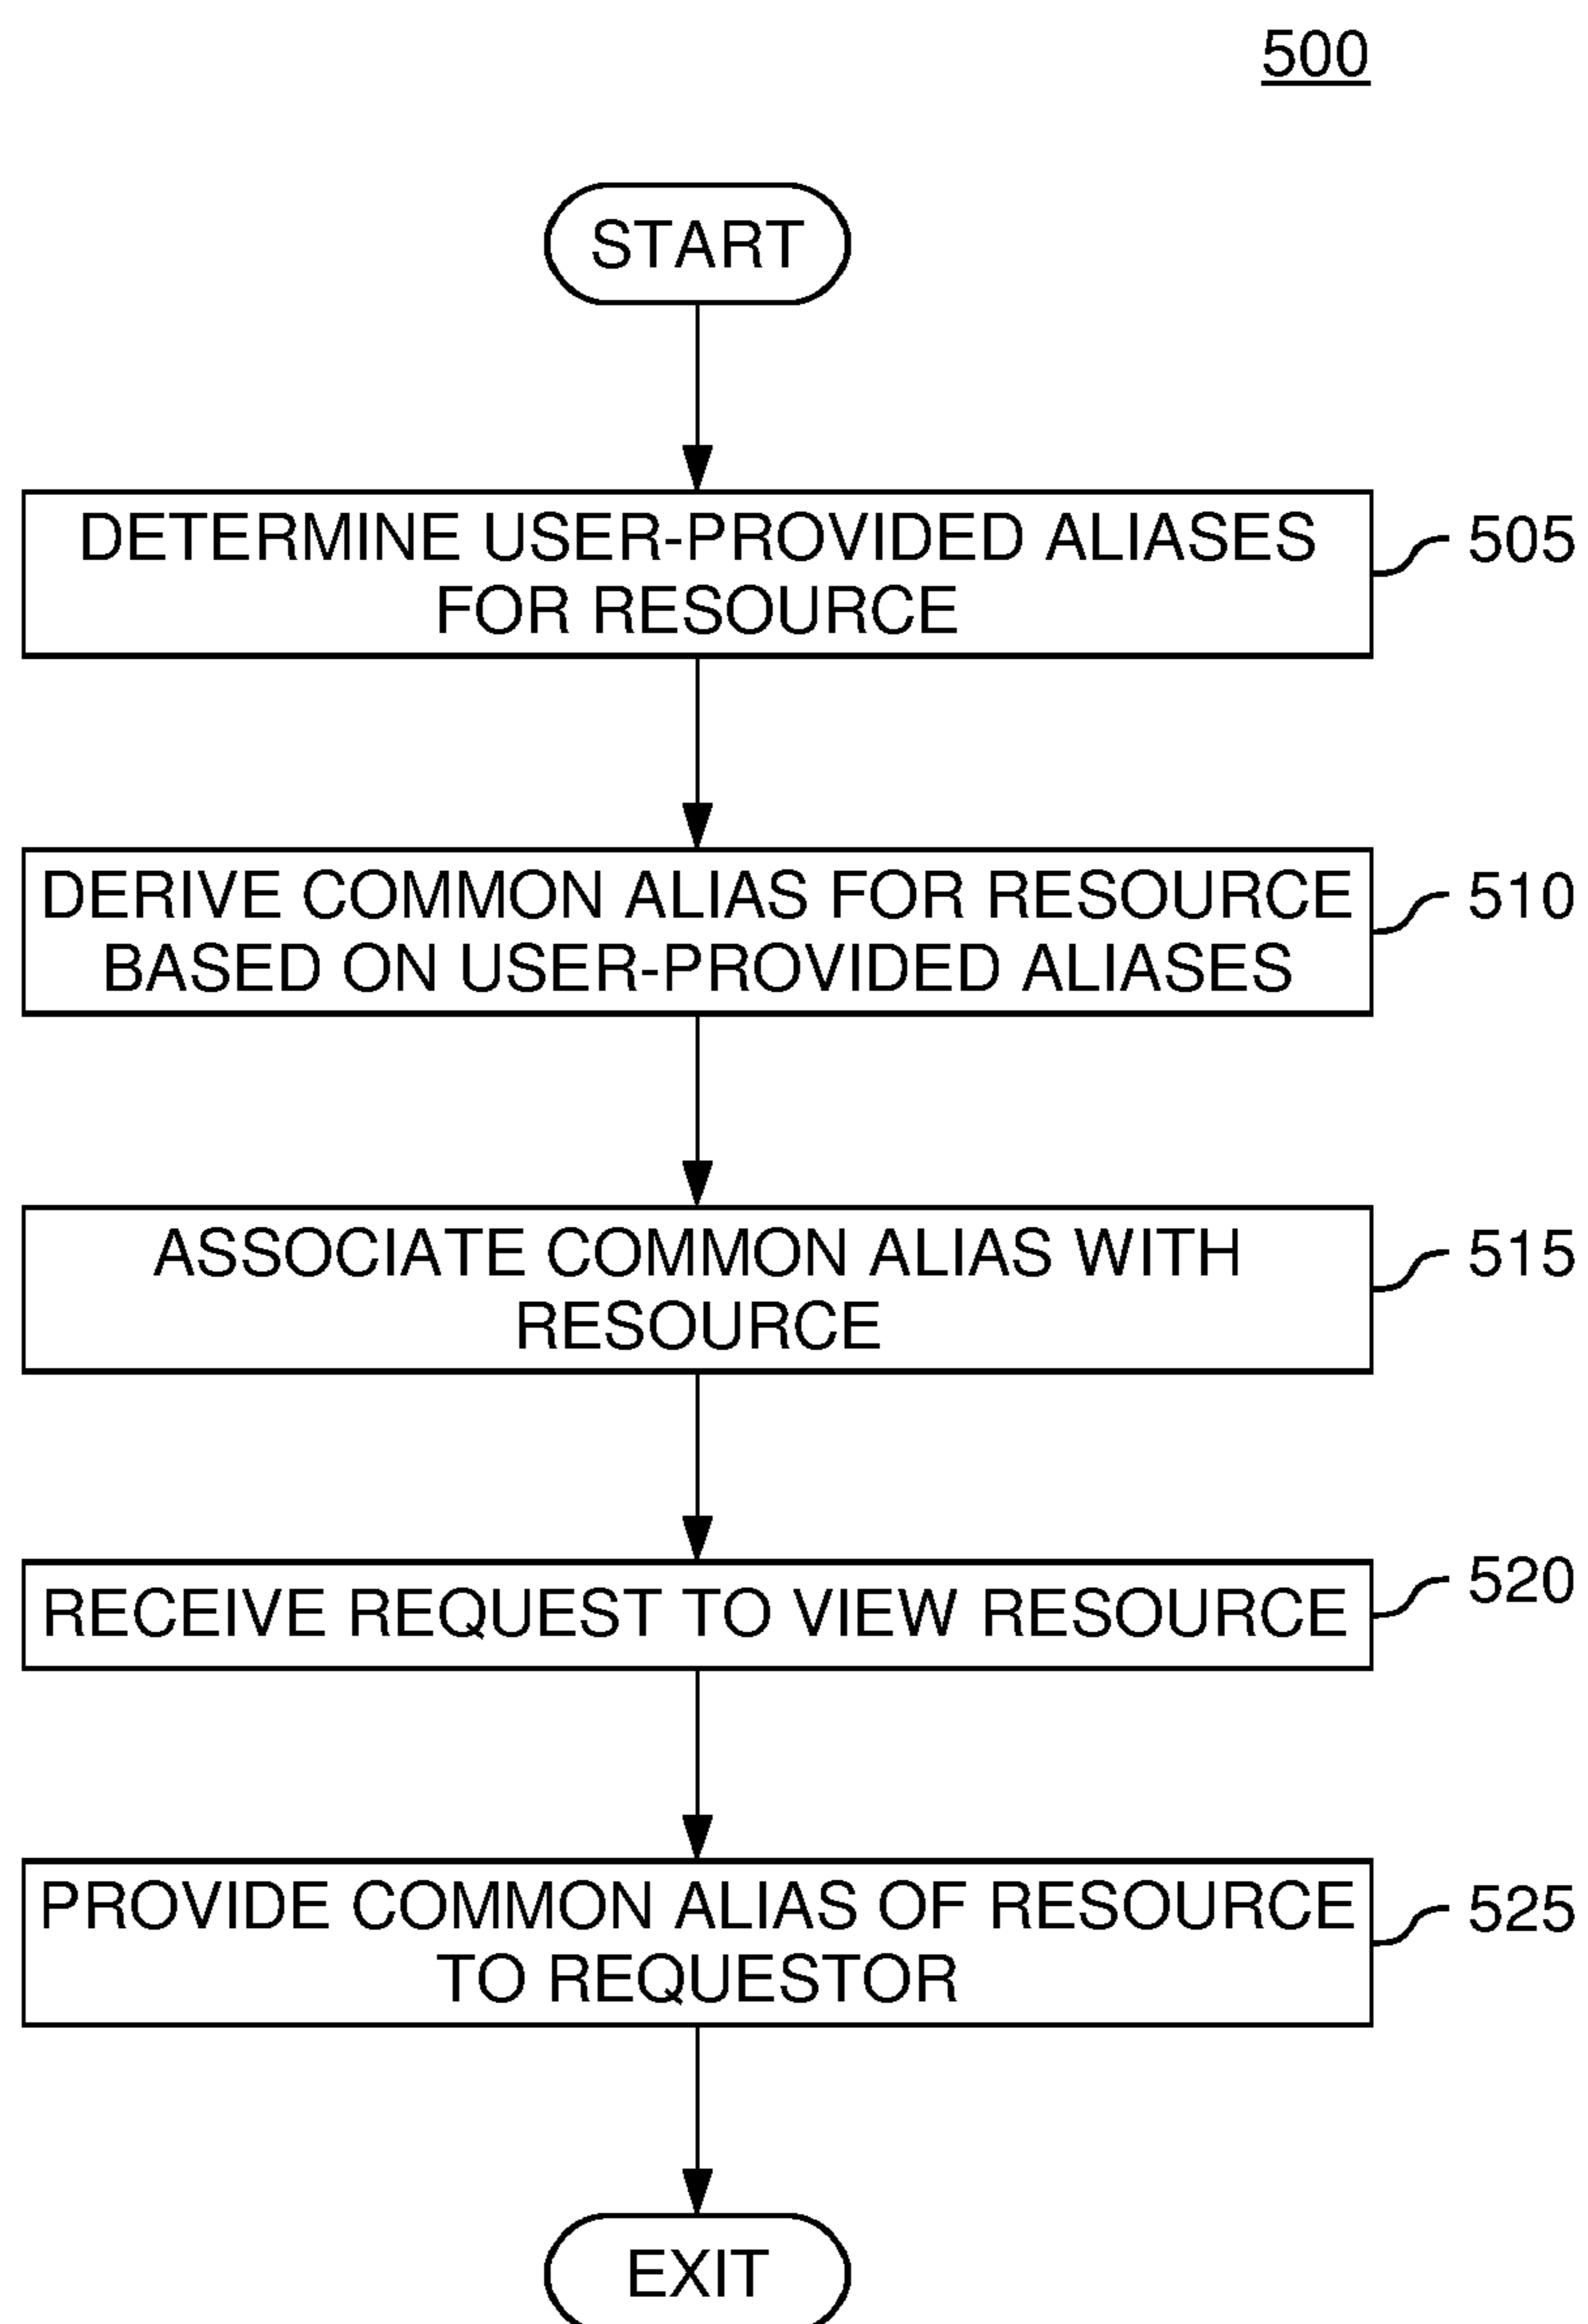 500
START
DETERMINE USER-PROVIDED ALIASES
FOR RESOURCE
505
DERIVE COMMON ALIAS FOR RESOURCE
BASED ON USER-PROVIDED ALIASES
510
ASSOCIATE COMMON ALIAS WITH
RESOURCE
515
RECEIVE REQUEST TO VIEW RESOURCE
520
PROVIDE COMMON ALIAS OF RESOURCE
TO REQUESTOR
525
EXIT